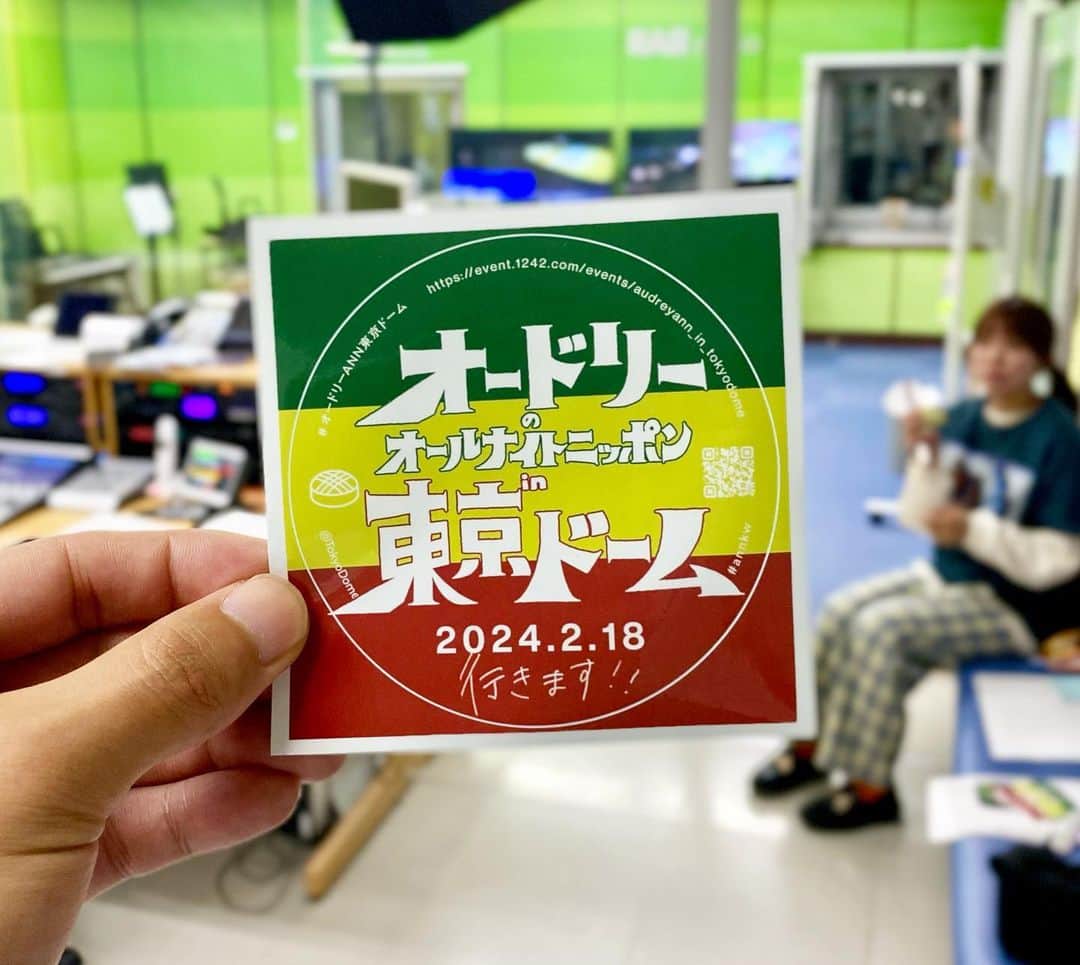 https://event.1242.com/events/audreyann_in_tokyodome
#オードリーANN東京ドーム
オードリー
の
オールナイトニッポン
in
東京ドーム
@TokyoDome
#annkw
2024.2.18
行きます!!